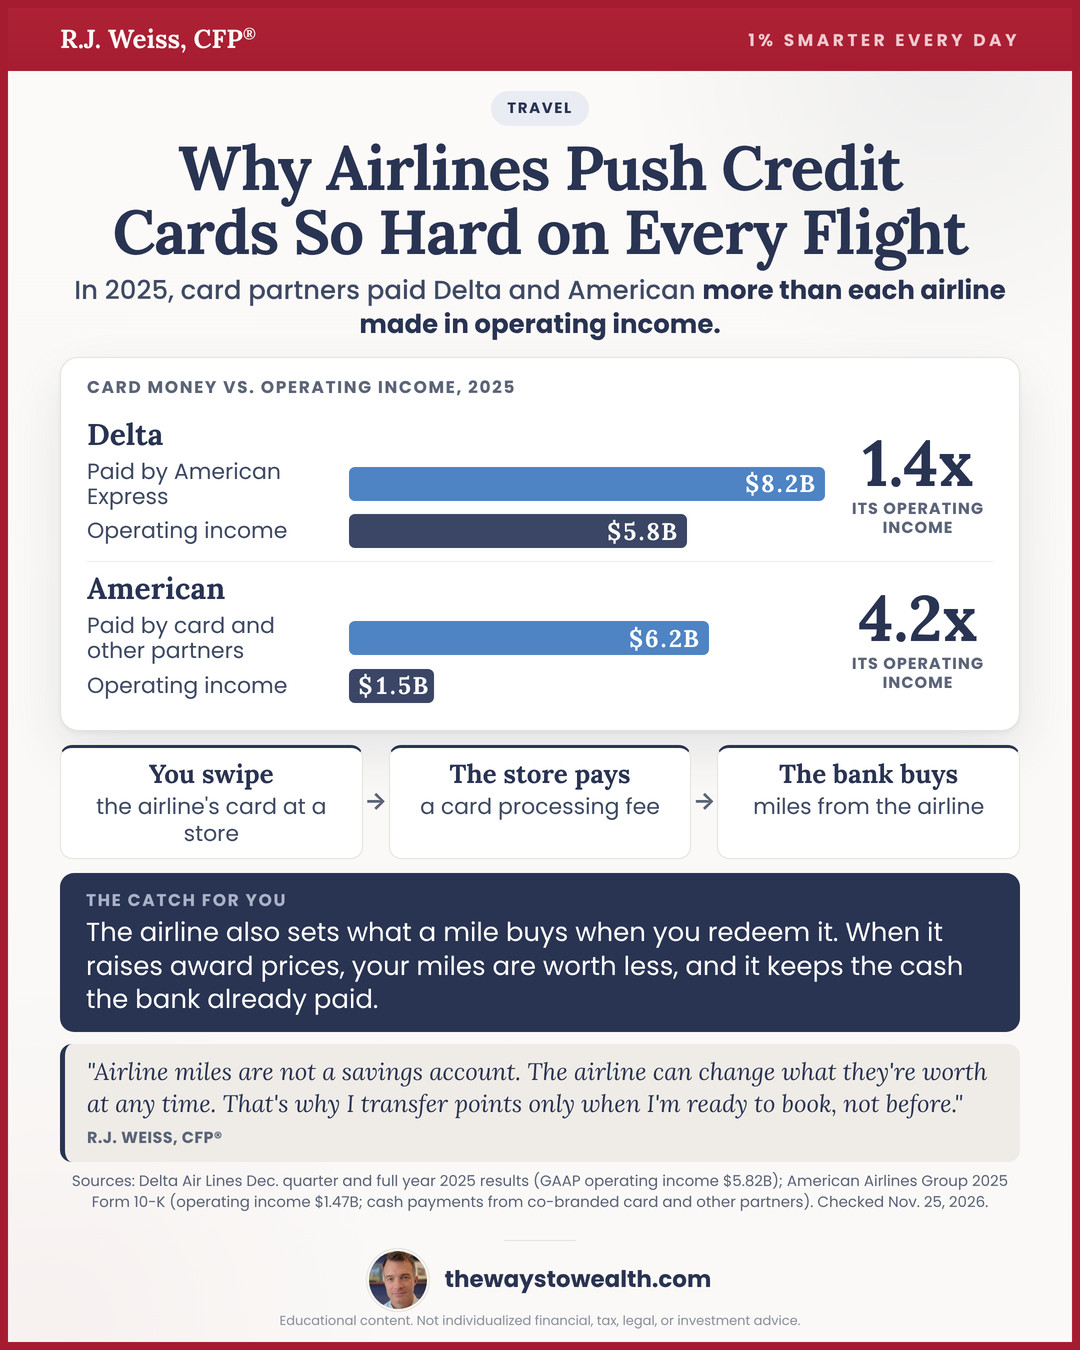 R.J. Weiss, CFP®
1% SMARTER EVERY DAY
TRAVEL
Why Airlines Push Credit
Cards So Hard on Every Flight
In 2025, card partners paid Delta and American more than each airline
made in operating income.
CARD MONEY VS. OPERATING INCOME, 2025
Delta
Paid by American
Express
$8.2B
Operating income
$5.8B
1.4x
ITS OPERATING
INCOME
American
Paid by card and
other partners
$6.2B
Operating income
$1.5B
4.2x
ITS OPERATING
INCOME
You swipe
the airline's card at a
store
→
The store pays
a card processing fee
→
The bank buys
miles from the airline
THE CATCH FOR YOU
The airline also sets what a mile buys when you redeem it. When it
raises award prices, your miles are worth less, and it keeps the cash
the bank already paid.
"Airline miles are not a savings account. The airline can change what they're worth
at any time. That's why I transfer points only when I'm ready to book, not before."
R.J. WEISS, CFP®
Sources: Delta Air Lines Dec. quarter and full year 2025 results (GAAP operating income $5.82B); American Airlines Group 2025
Form 10-K (operating income $1.47B; cash payments from co-branded card and other partners). Checked Nov. 25, 2026.
thewaystowealth.com
Educational content. Not individualized financial, tax, legal, or investment advice.